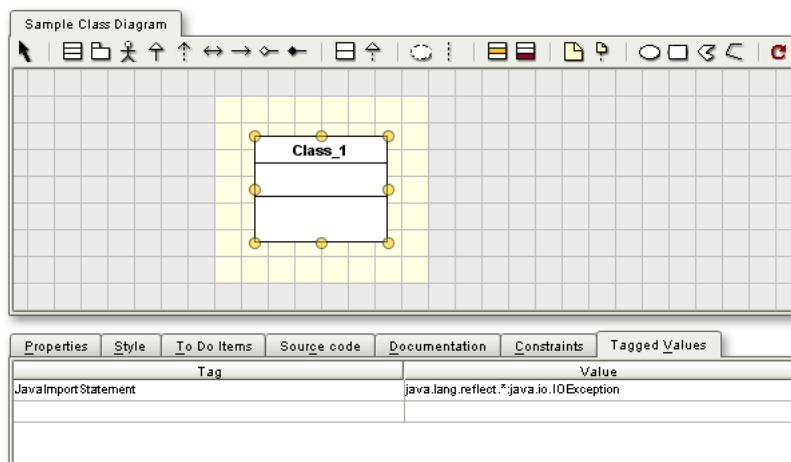 Sample Class Diagram
Class_1
Properties Style To Do Items Source code Documentation Constraints Tagged Values
Tag Value
JavaImportStatement java.lang.reflect.*:java.io.IOException